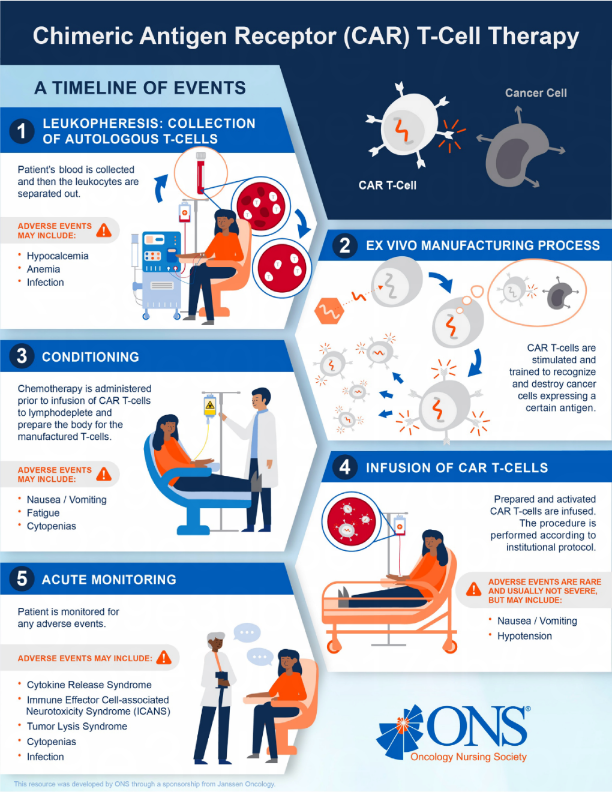 Chimeric Antigen Receptor (CAR) T-Cell Therapy
A TIMELINE OF EVENTS
Cancer Cell
CAR T-Cell
1 LEUKOPHERESIS: COLLECTION
OF AUTOLOGOUS T-CELLS
Patient's blood is collected
and then the leukocytes are
separated out.
ADVERSE EVENTS
MAY INCLUDE:
• Hypocalcemia
• Anemia
• Infection
2 EX VIVO MANUFACTURING PROCESS
CAR T-cells are
stimulated and
trained to recognize
and destroy cancer
cells expressing a
certain antigen.
3 CONDITIONING
Chemotherapy is administered
prior to infusion of CAR T-cells
to lymphodeplete and
prepare the body for the
manufactured T-cells.
ADVERSE EVENTS
MAY INCLUDE:
• Nausea / Vomiting
• Fatigue
• Cytopenias
4 INFUSION OF CAR T-CELLS
Prepared and activated
CAR T-cells are infused.
The procedure is
performed according to
institutional protocol.
ADVERSE EVENTS ARE RARE
AND USUALLY NOT SEVERE,
BUT MAY INCLUDE:
• Nausea / Vomiting
• Hypotension
5 ACUTE MONITORING
Patient is monitored for
any adverse events.
ADVERSE EVENTS MAY INCLUDE:
• Cytokine Release Syndrome
• Immune Effector Cell-associated
Neurotoxicity Syndrome (ICANS)
• Tumor Lysis Syndrome
• Cytopenias
• Infection
ONS®
Oncology Nursing Society
This resource was developed by ONS through a sponsorship from Janssen Oncology.